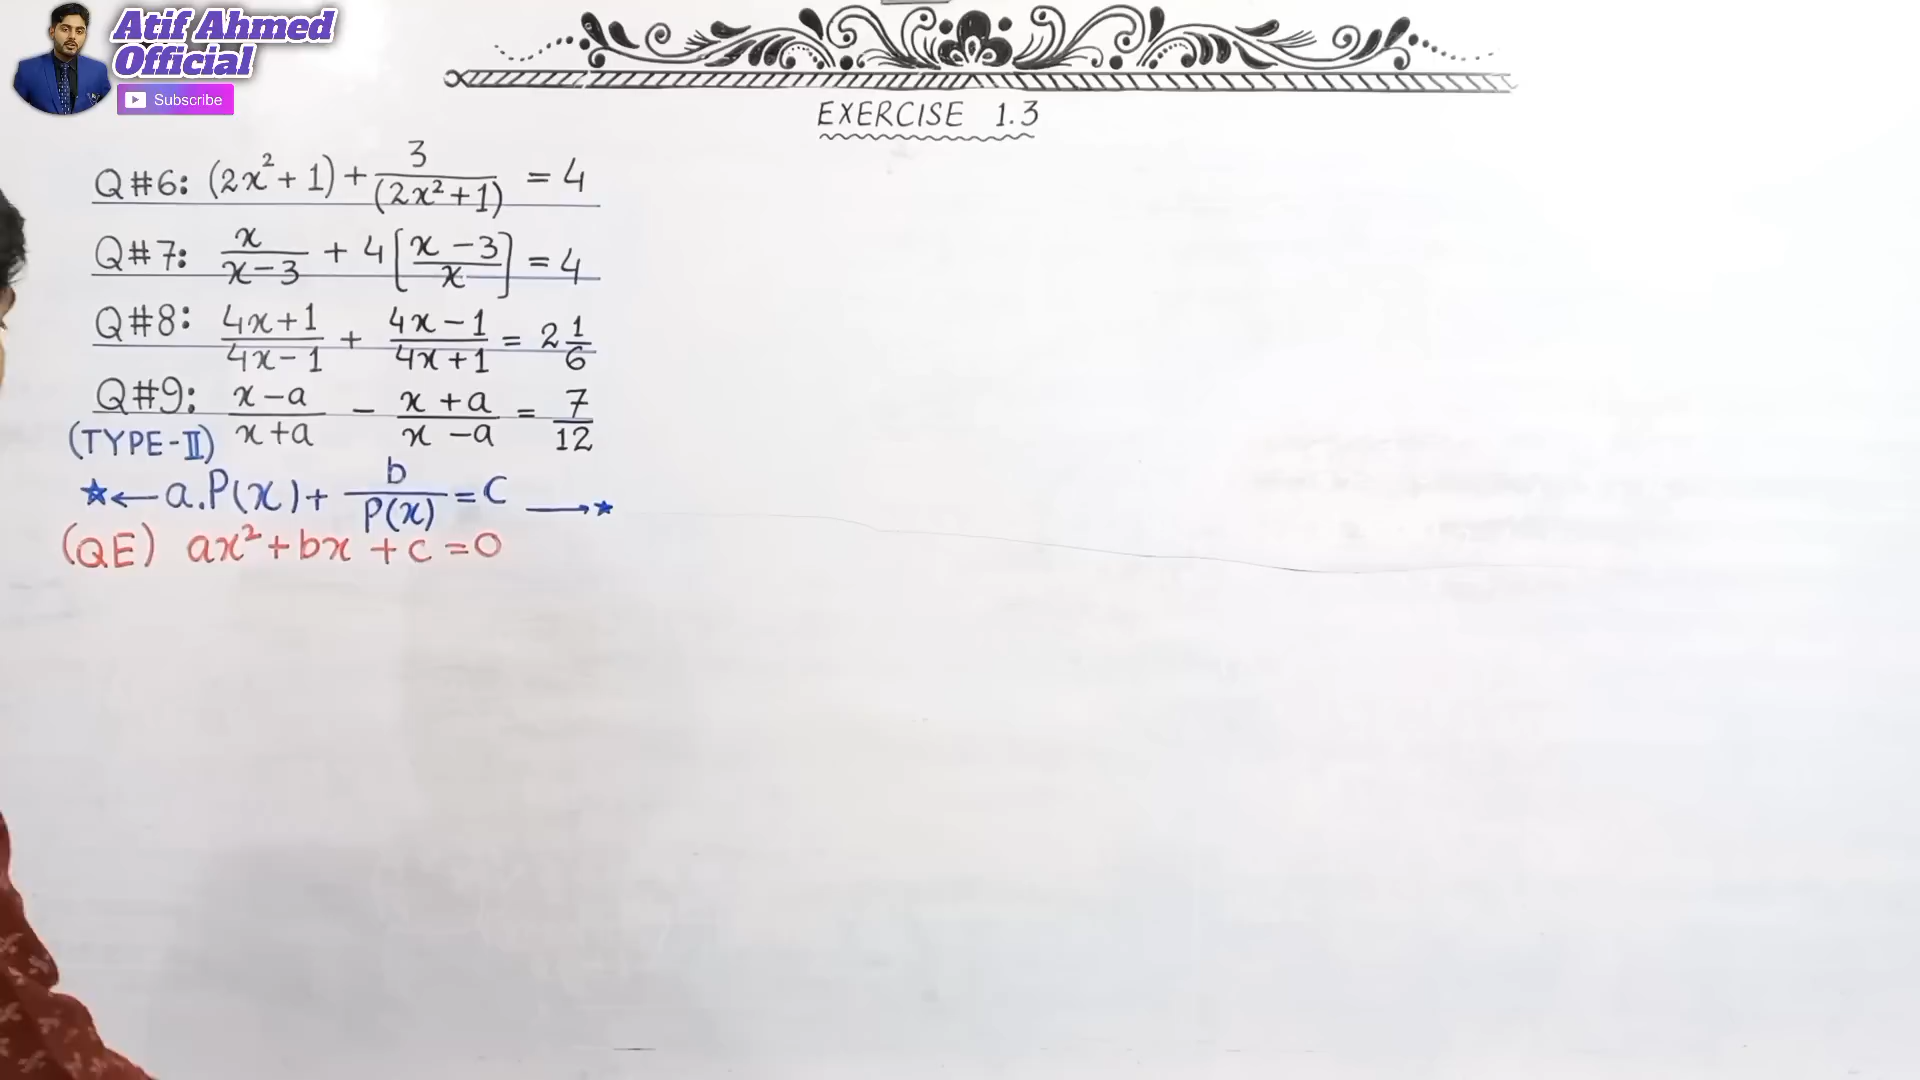 Atif Ahmed
Official
Subscribe
EXERCISE 1.3
Q#6: (2x²+1)+3/(2x²+1) = 4
Q#7: x/(x-3) + 4[(x-3)/x] = 4
Q#8: (4x+1)/(4x-1) + (4x-1)/(4x+1) = 2 1/6
Q#9: (x-a)/(x+a) - (x+a)/(x-a) = 7/12
(TYPE-II)
★← a.P(x)+ b/P(x) = C →★
(QE) ax²+bx+c=0